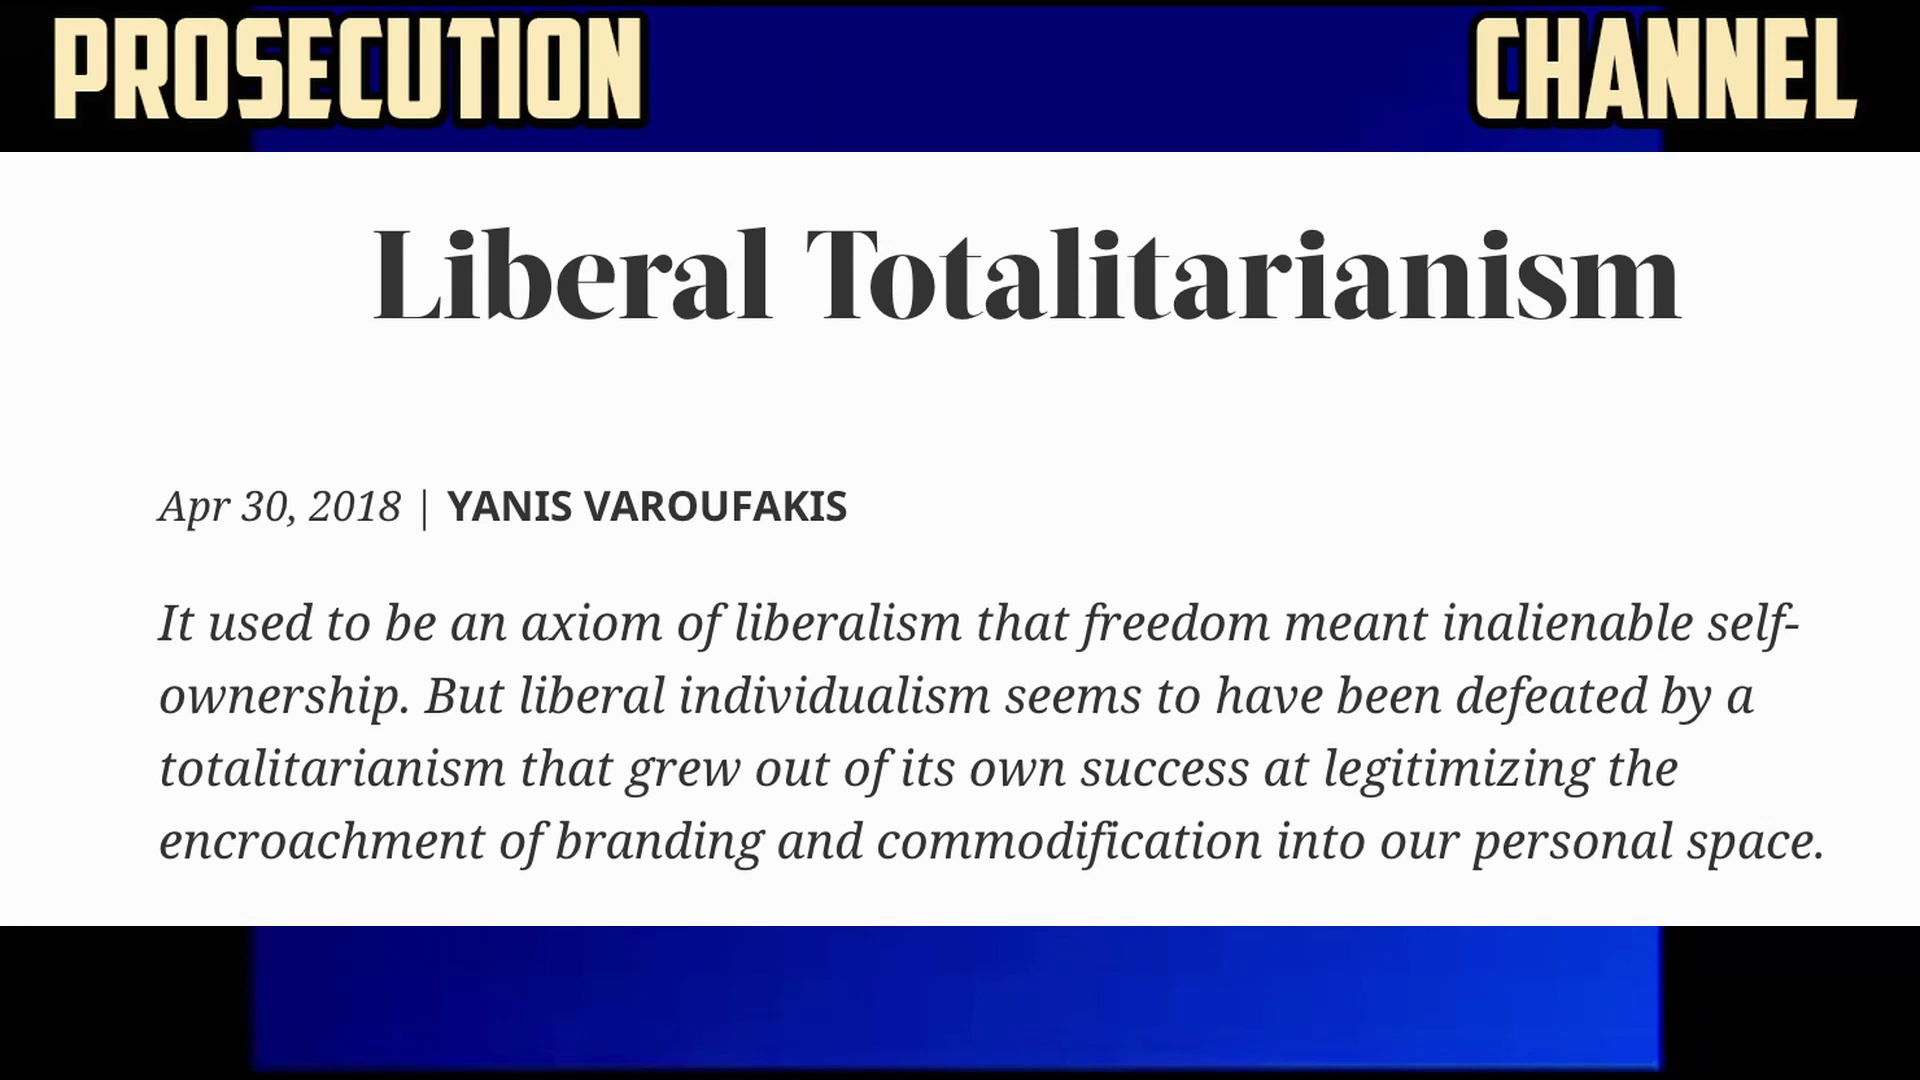 PROSECUTION CHANNEL
Liberal Totalitarianism
Apr 30, 2018 | YANIS VAROUFAKIS
It used to be an axiom of liberalism that freedom meant inalienable self-
ownership. But liberal individualism seems to have been defeated by a
totalitarianism that grew out of its own success at legitimizing the
encroachment of branding and commodification into our personal space.